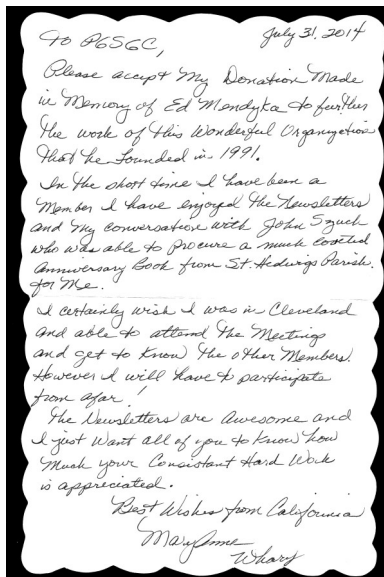 July 31, 2014
To PGSGC,
Please accept My Donation Made
in Memory of Ed Mendyka to further
the work of this Wonderful Organization
that he founded in 1991.
In the short time I have been a
Member I have enjoyed the Newsletters
and my conversation with John Szuch
who was able to procure a much coveted
anniversary book from St. Hedwigs Parish
for Me.
I certainly wish I was in Cleveland
and able to attend the Meetings
and get to know the other Members.
However I will have to participate
from afar!
The Newsletters are Awesome and
I just want all of you to know how
Much your Consistant Hard Work
is appreciated.
Best Wishes from California
MaryAnne
Wharf